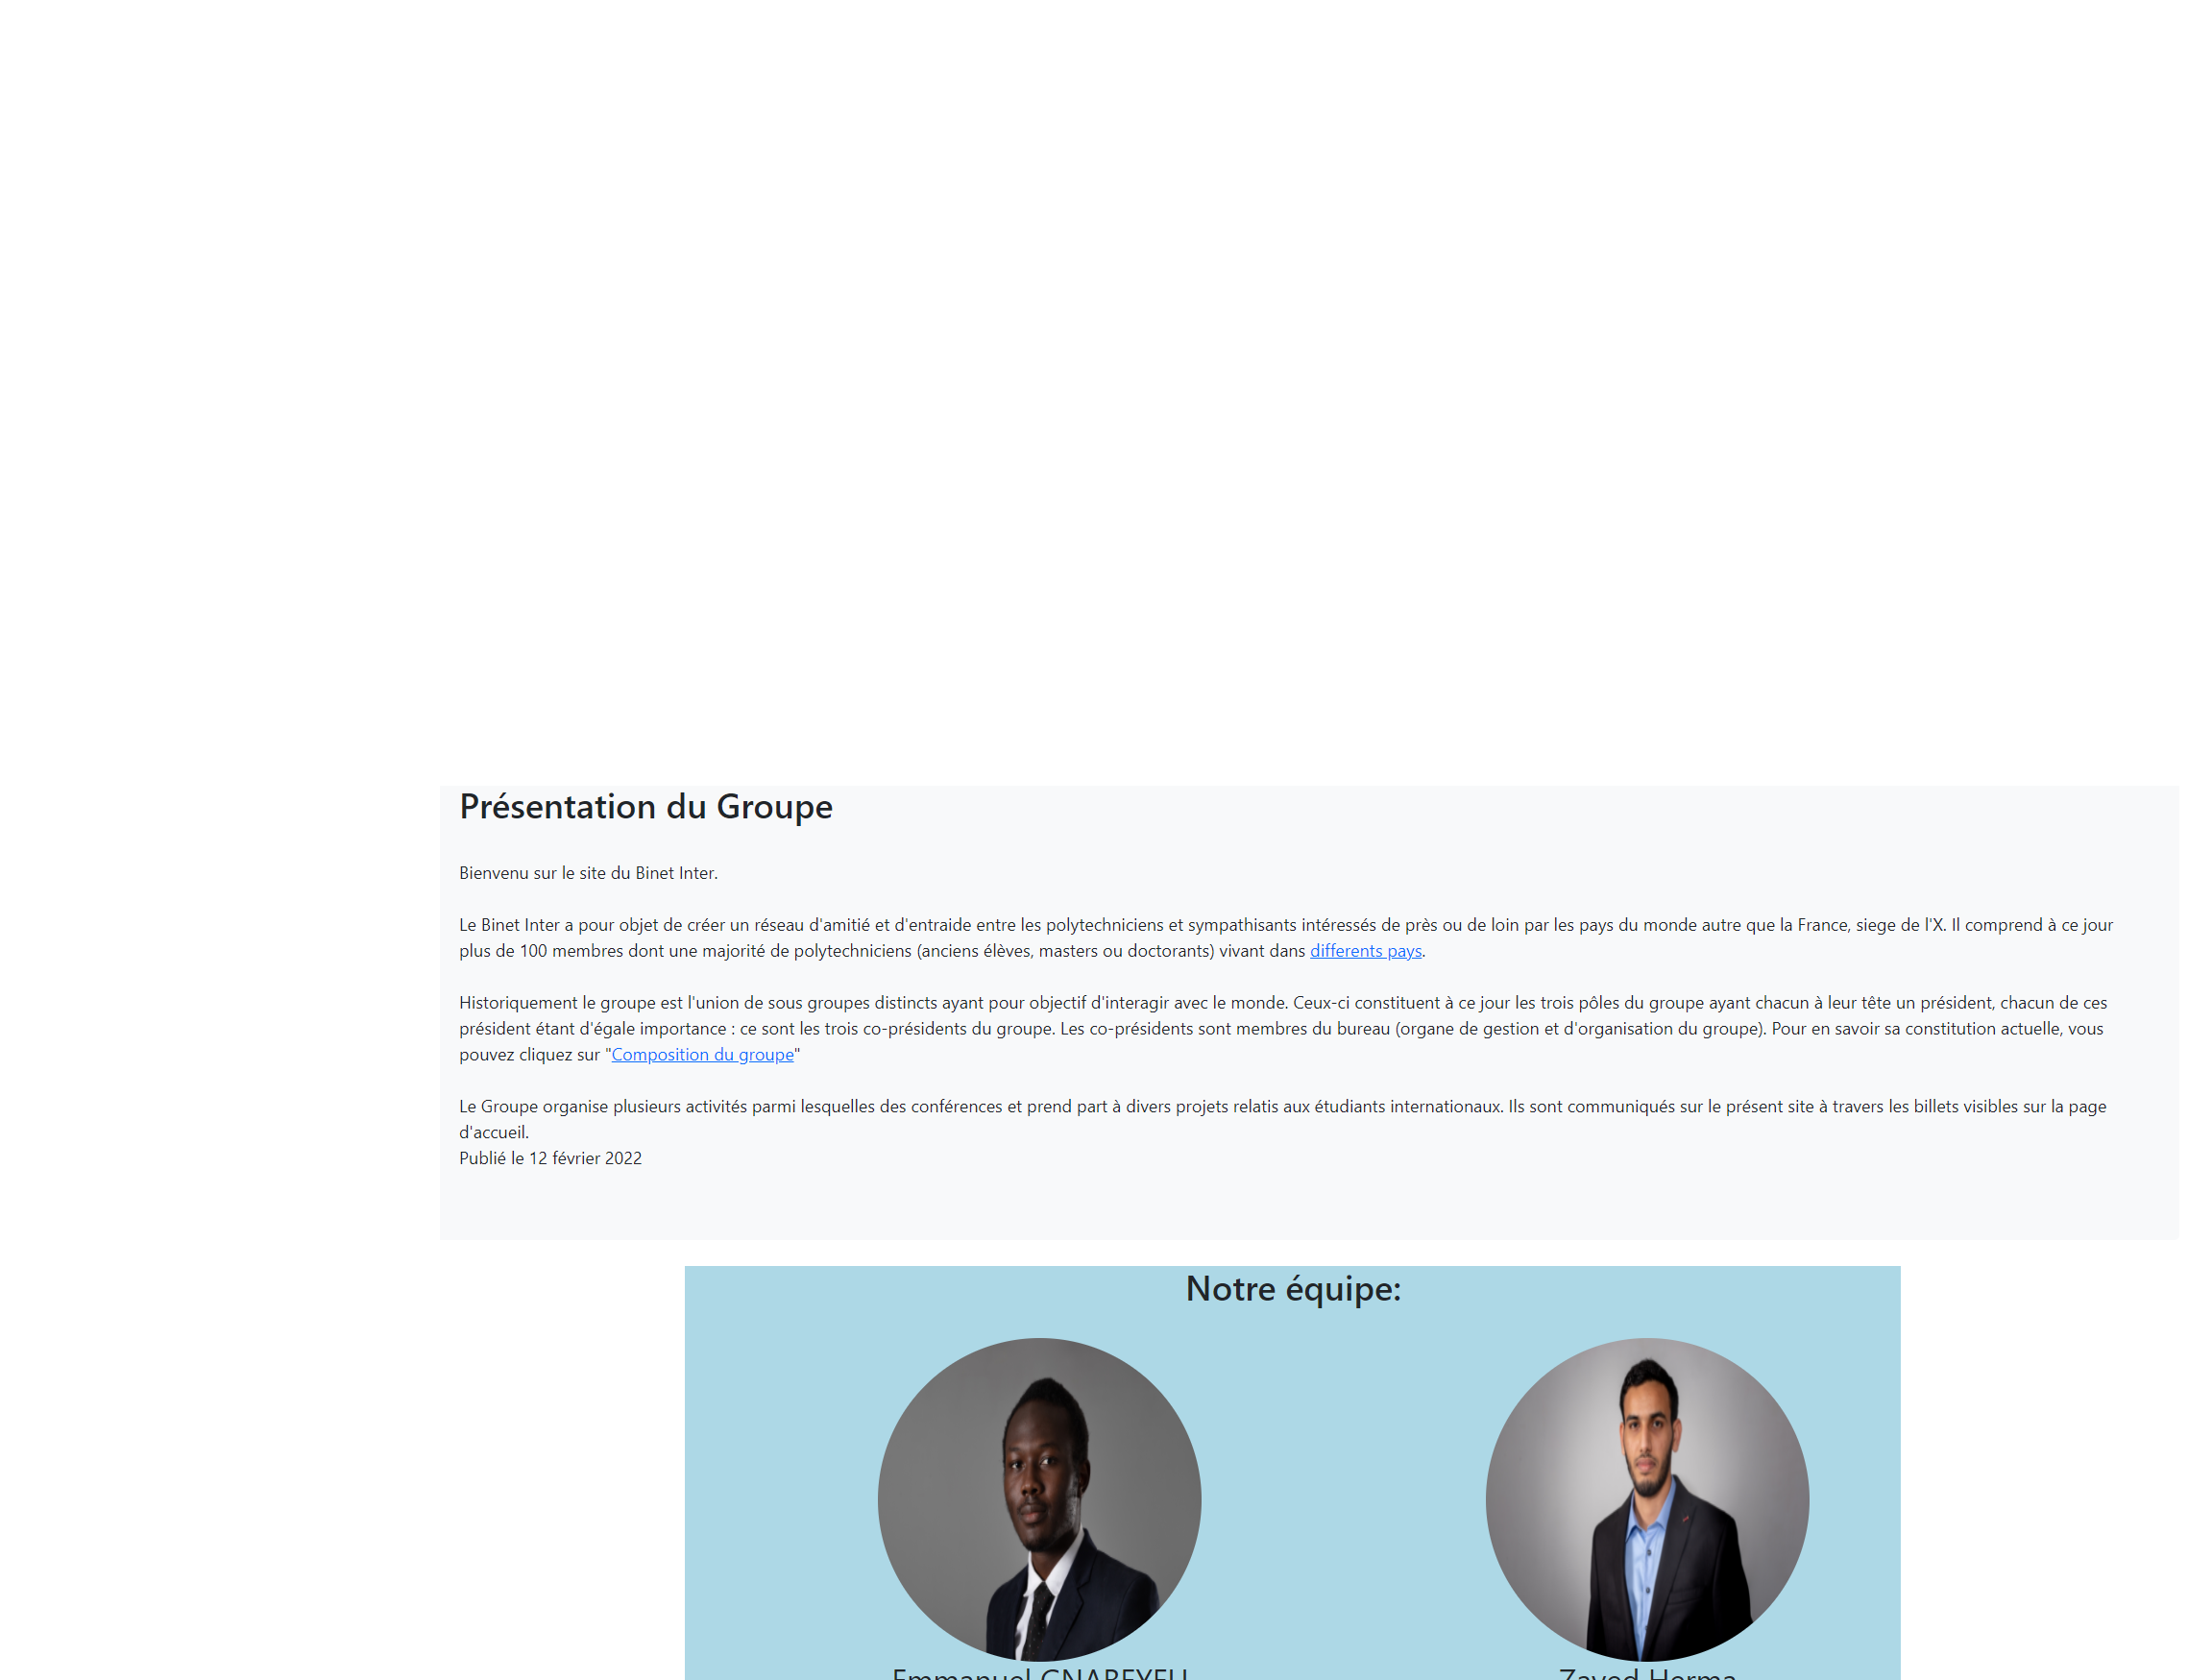 Présentation du Groupe
Bienvenu sur le site du Binet Inter.
Le Binet Inter a pour objet de créer un réseau d'amitié et d'entraide entre les polytechniciens et sympathisants intéressés de près ou de loin par les pays du monde autre que la France, siege de l'X. Il comprend à ce jour
plus de 100 membres dont une majorité de polytechniciens (anciens élèves, masters ou doctorants) vivant dans differents pays.
Historiquement le groupe est l'union de sous groupes distincts ayant pour objectif d'interagir avec le monde. Ceux-ci constituent à ce jour les trois pôles du groupe ayant chacun à leur tête un président, chacun de ces
président étant d'égale importance : ce sont les trois co-présidents du groupe. Les co-présidents sont membres du bureau (organe de gestion et d'organisation du groupe). Pour en savoir sa constitution actuelle, vous
pouvez cliquez sur "Composition du groupe"
Le Groupe organise plusieurs activités parmi lesquelles des conférences et prend part à divers projets relatis aux étudiants internationaux. Ils sont communiqués sur le présent site à travers les billets visibles sur la page
d'accueil.
Publié le 12 février 2022
Notre équipe:
Emmanuel GNABEYEU
Zayed Herma